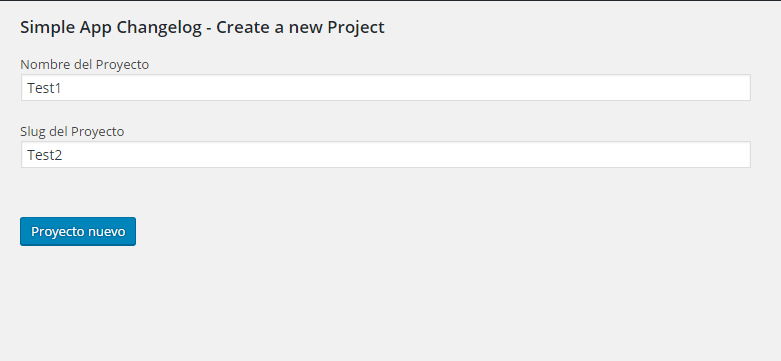 Simple App Changelog - Create a new Project
Nombre del Proyecto
Test1
Slug del Proyecto
Test2
Proyecto nuevo